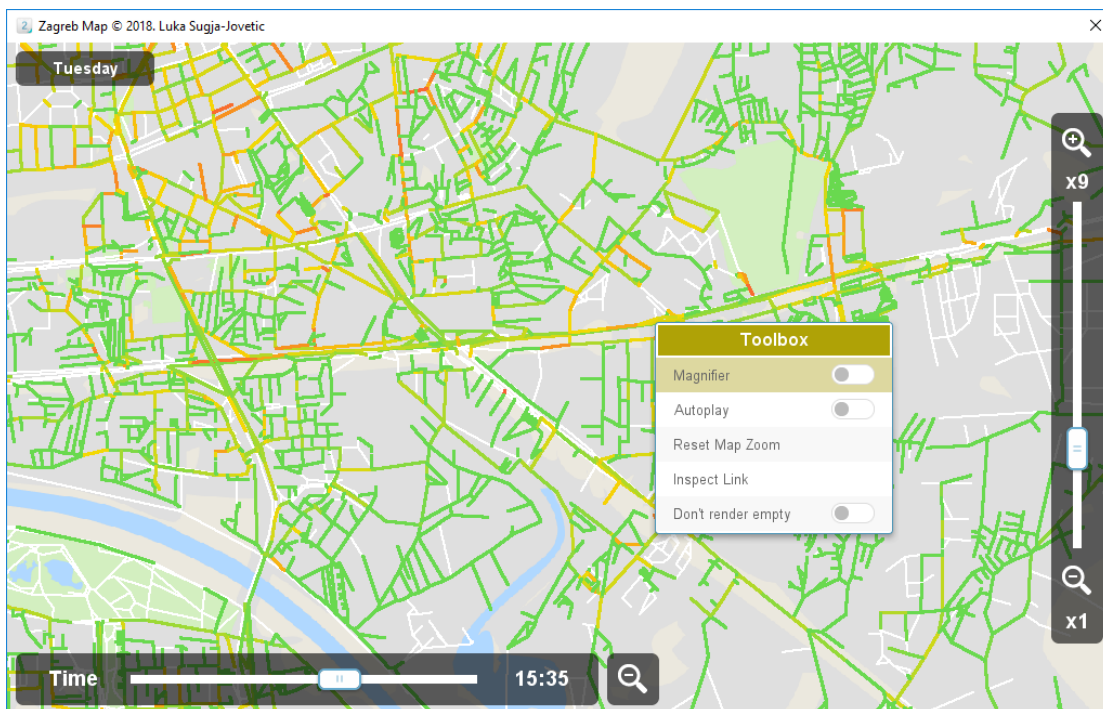 Zagreb Map © 2018. Luka Sugja-Jovetic
Tuesday
x9
Toolbox
Magnifier
Autoplay
Reset Map Zoom
Inspect Link
Don't render empty
x1
Time 15:35